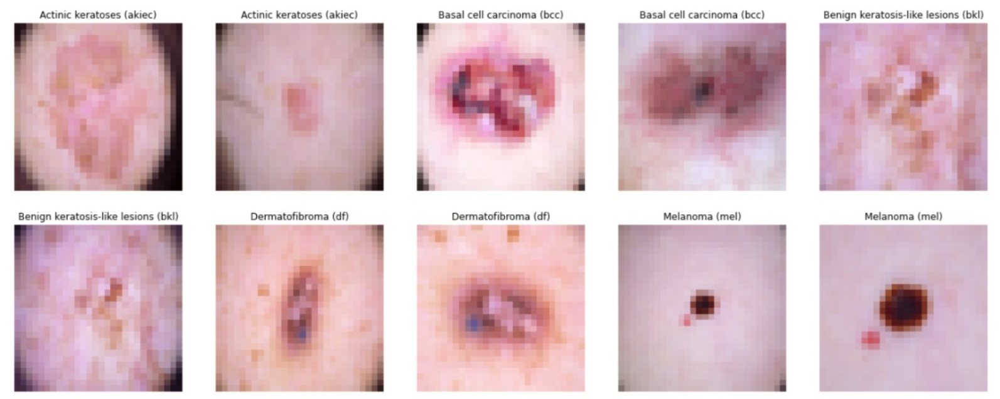 Actinic keratoses (akiec)
Actinic keratoses (akiec)
Basal cell carcinoma (bcc)
Basal cell carcinoma (bcc)
Benign keratosis-like lesions (bkl)
Benign keratosis-like lesions (bkl)
Dermatofibroma (df)
Dermatofibroma (df)
Melanoma (mel)
Melanoma (mel)